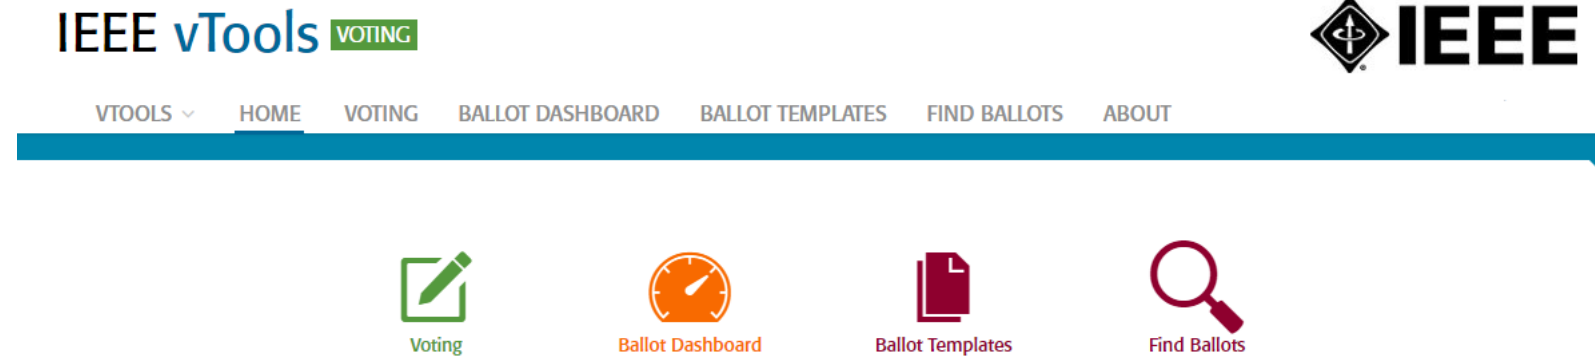 IEEE vTools VOTING
IEEE
VTOOLS HOME VOTING BALLOT DASHBOARD BALLOT TEMPLATES FIND BALLOTS ABOUT
Voting Ballot Dashboard Ballot Templates Find Ballots